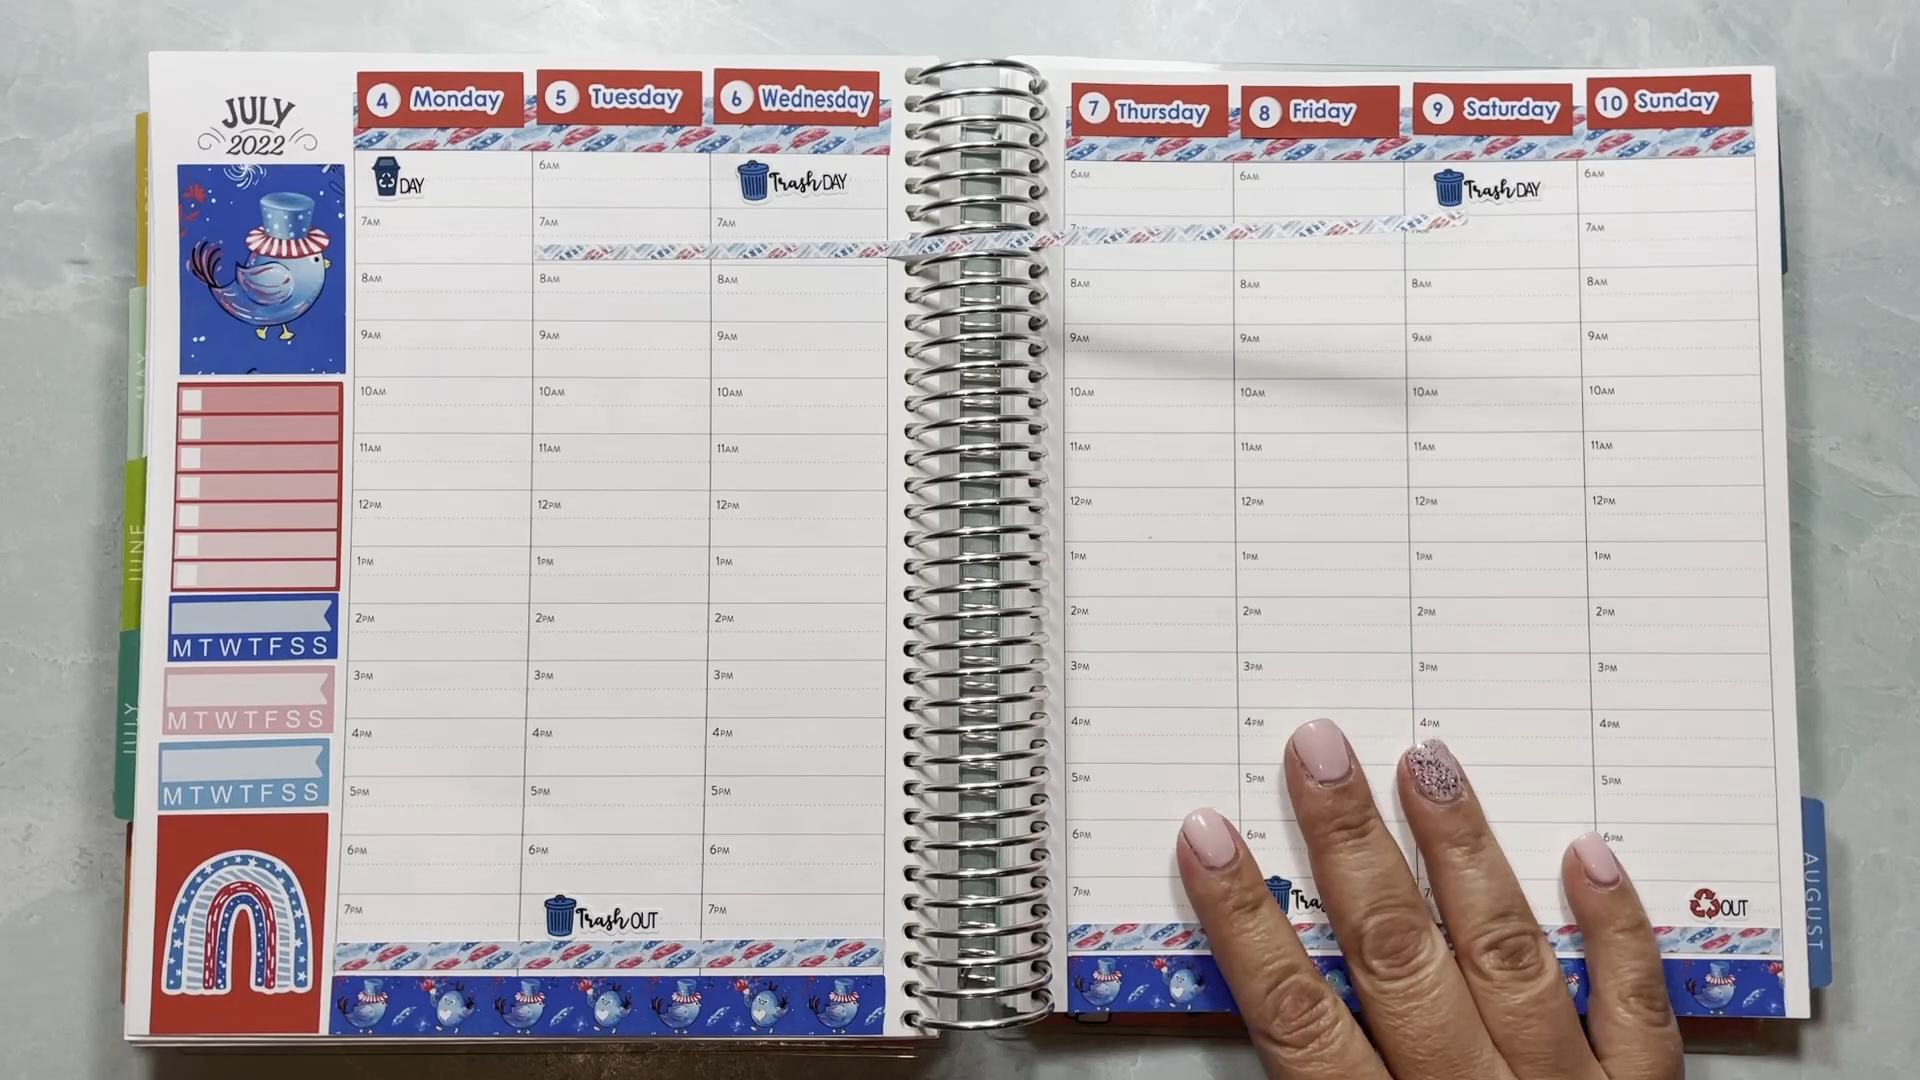 JULY
2022
4 Monday
5 Tuesday
6 Wednesday
7 Thursday
8 Friday
9 Saturday
10 Sunday
DAY
6AM
Trash DAY
6AM
6AM
Trash DAY
6AM
7AM
7AM
7AM
7AM
8AM
8AM
8AM
8AM
8AM
8AM
8AM
9AM
9AM
9AM
9AM
9AM
9AM
9AM
10AM
10AM
10AM
10AM
10AM
10AM
10AM
11AM
11AM
11AM
11AM
11AM
11AM
11AM
12PM
12PM
12PM
12PM
12PM
12PM
12PM
1PM
1PM
1PM
1PM
1PM
1PM
1PM
2PM
2PM
2PM
2PM
2PM
2PM
2PM
3PM
3PM
3PM
3PM
3PM
3PM
3PM
4PM
4PM
4PM
4PM
4PM
4PM
4PM
5PM
5PM
5PM
5PM
5PM
5PM
6PM
6PM
6PM
6PM
6PM
6PM
7PM
Trash OUT
7PM
7PM
OUT
MTWTFSS
MTWTFSS
MTWTFSS
MAY
JUNE
JULY
AUGUST